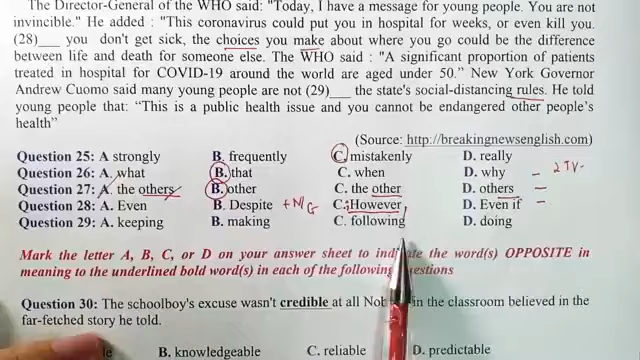 The Director-General of the WHO said: "Today, I have a message for young people. You are not
invincible." He added : "This coronavirus could put you in hospital for weeks, or even kill you.
(28)___ you don't get sick, the choices you make about where you go could be the difference
between life and death for someone else. The WHO said : "A significant proportion of patients
treated in hospital for COVID-19 around the world are aged under 50." New York Governor
Andrew Cuomo said many young people are not (29)___ the state's social-distancing rules. He told
young people that: “This is a public health issue and you cannot be endangered other people’s
health”
(Source: http://breakingnewsenglish.com)
Question 25: A strongly B. frequently C. mistakenly D. really
Question 26: A. what B. that C. when D. why
Question 27: A. the others B. other C. the other D. others
Question 28: A. Even B. Despite + N/G C. However D. Even if
Question 29: A. keeping B. making C. following D. doing
Mark the letter A, B, C, or D on your answer sheet to the word(s) OPPOSITE in
meaning to the underlined bold word(s) in each of the following
Question 30: The schoolboy's excuse wasn't credible at all in the classroom believed in the
far-fetched story he told.
B. knowledgeable C. reliable D. predictable